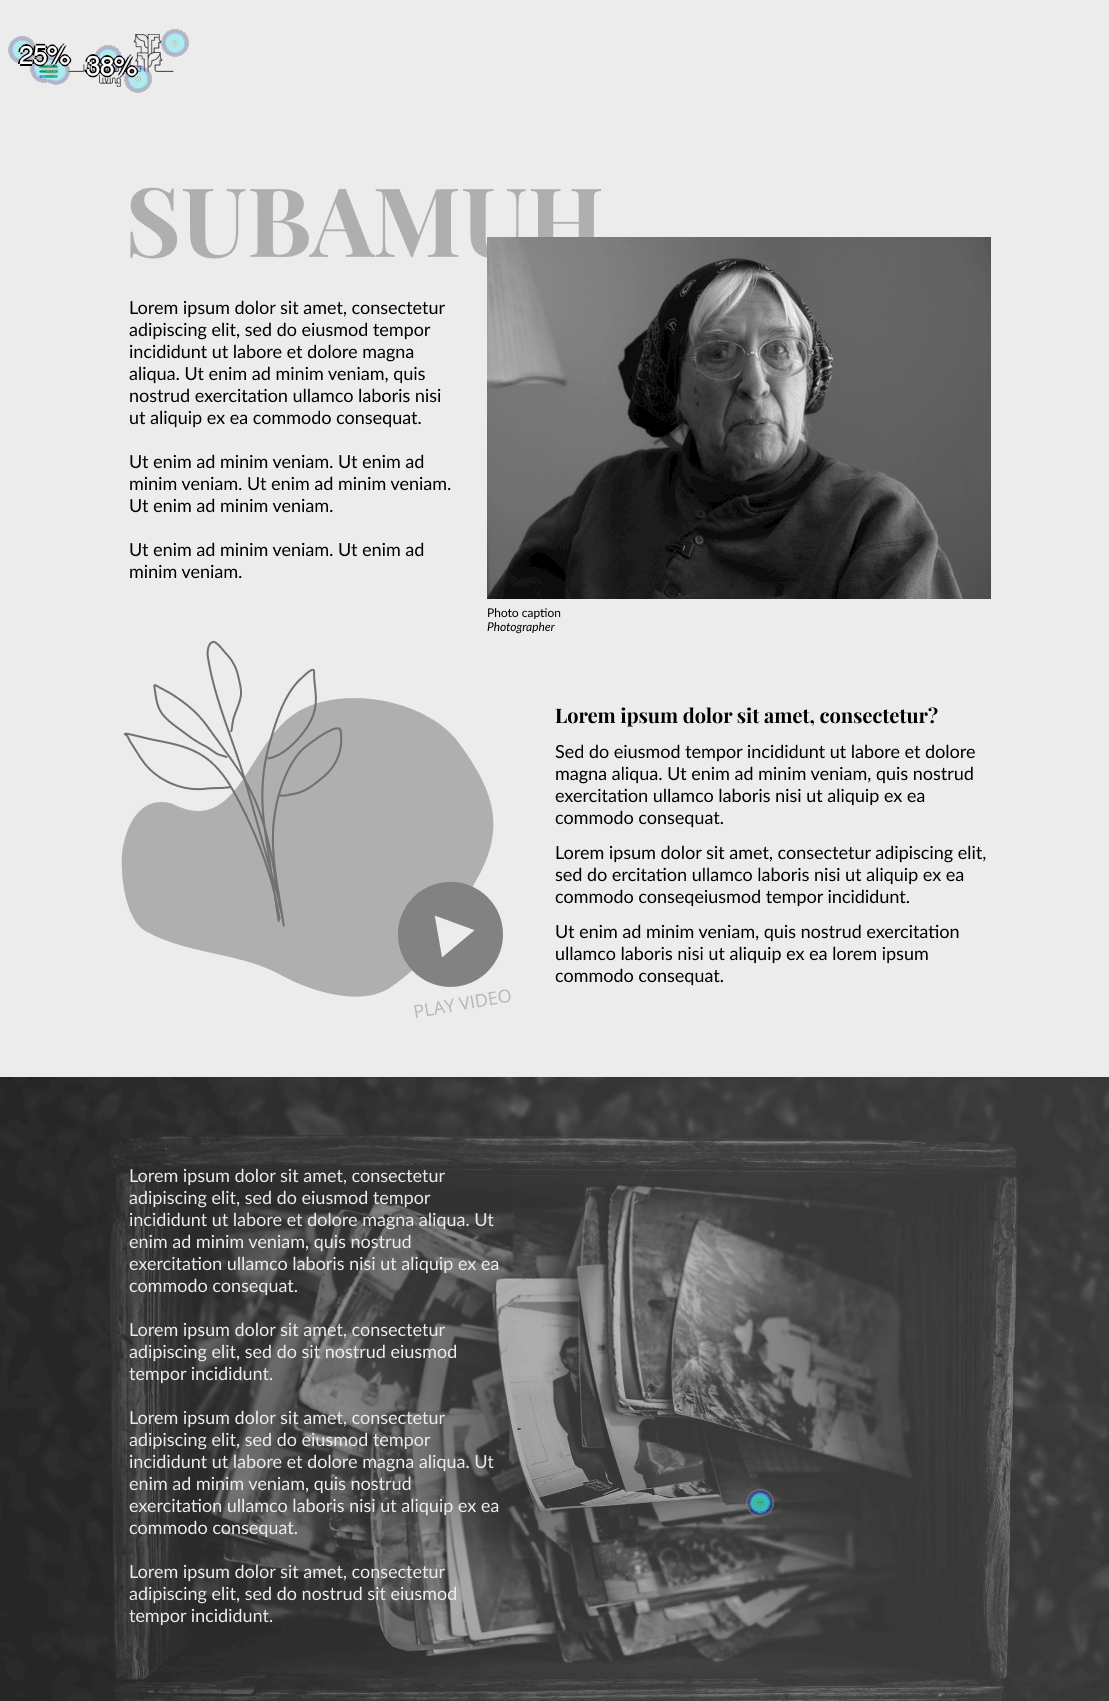 25%
38%
living
SUBAMUH
Lorem ipsum dolor sit amet, consectetur
adipiscing elit, sed do eiusmod tempor
incididunt ut labore et dolore magna
aliqua. Ut enim ad minim veniam, quis
nostrud exercitation ullamco laboris nisi
ut aliquip ex ea commodo consequat.
Ut enim ad minim veniam. Ut enim ad
minim veniam. Ut enim ad minim veniam.
Ut enim ad minim veniam.
Ut enim ad minim veniam. Ut enim ad
minim veniam.
Photo caption
Photographer
Lorem ipsum dolor sit amet, consectetur?
Sed do eiusmod tempor incididunt ut labore et dolore
magna aliqua. Ut enim ad minim veniam, quis nostrud
exercitation ullamco laboris nisi ut aliquip ex ea
commodo consequat.
Lorem ipsum dolor sit amet, consectetur adipiscing elit,
sed do ercitation ullamco laboris nisi ut aliquip ex ea
commodo conseqeiusmod tempor incididunt.
Ut enim ad minim veniam, quis nostrud exercitation
ullamco laboris nisi ut aliquip ex ea lorem ipsum
commodo consequat.
PLAY VIDEO
Lorem ipsum dolor sit amet, consectetur
adipiscing elit, sed do eiusmod tempor
incididunt ut labore et dolore magna aliqua. Ut
enim ad minim veniam, quis nostrud
exercitation ullamco laboris nisi ut aliquip ex ea
commodo consequat.
Lorem ipsum dolor sit amet, consectetur
adipiscing elit, sed do sit nostrud eiusmod
tempor incididunt.
Lorem ipsum dolor sit amet, consectetur
adipiscing elit, sed do eiusmod tempor
incididunt ut labore et dolore magna aliqua. Ut
enim ad minim veniam, quis nostrud
exercitation ullamco laboris nisi ut aliquip ex ea
commodo consequat.
Lorem ipsum dolor sit amet, consectetur
adipiscing elit, sed do nostrud sit eiusmod
tempor incididunt.